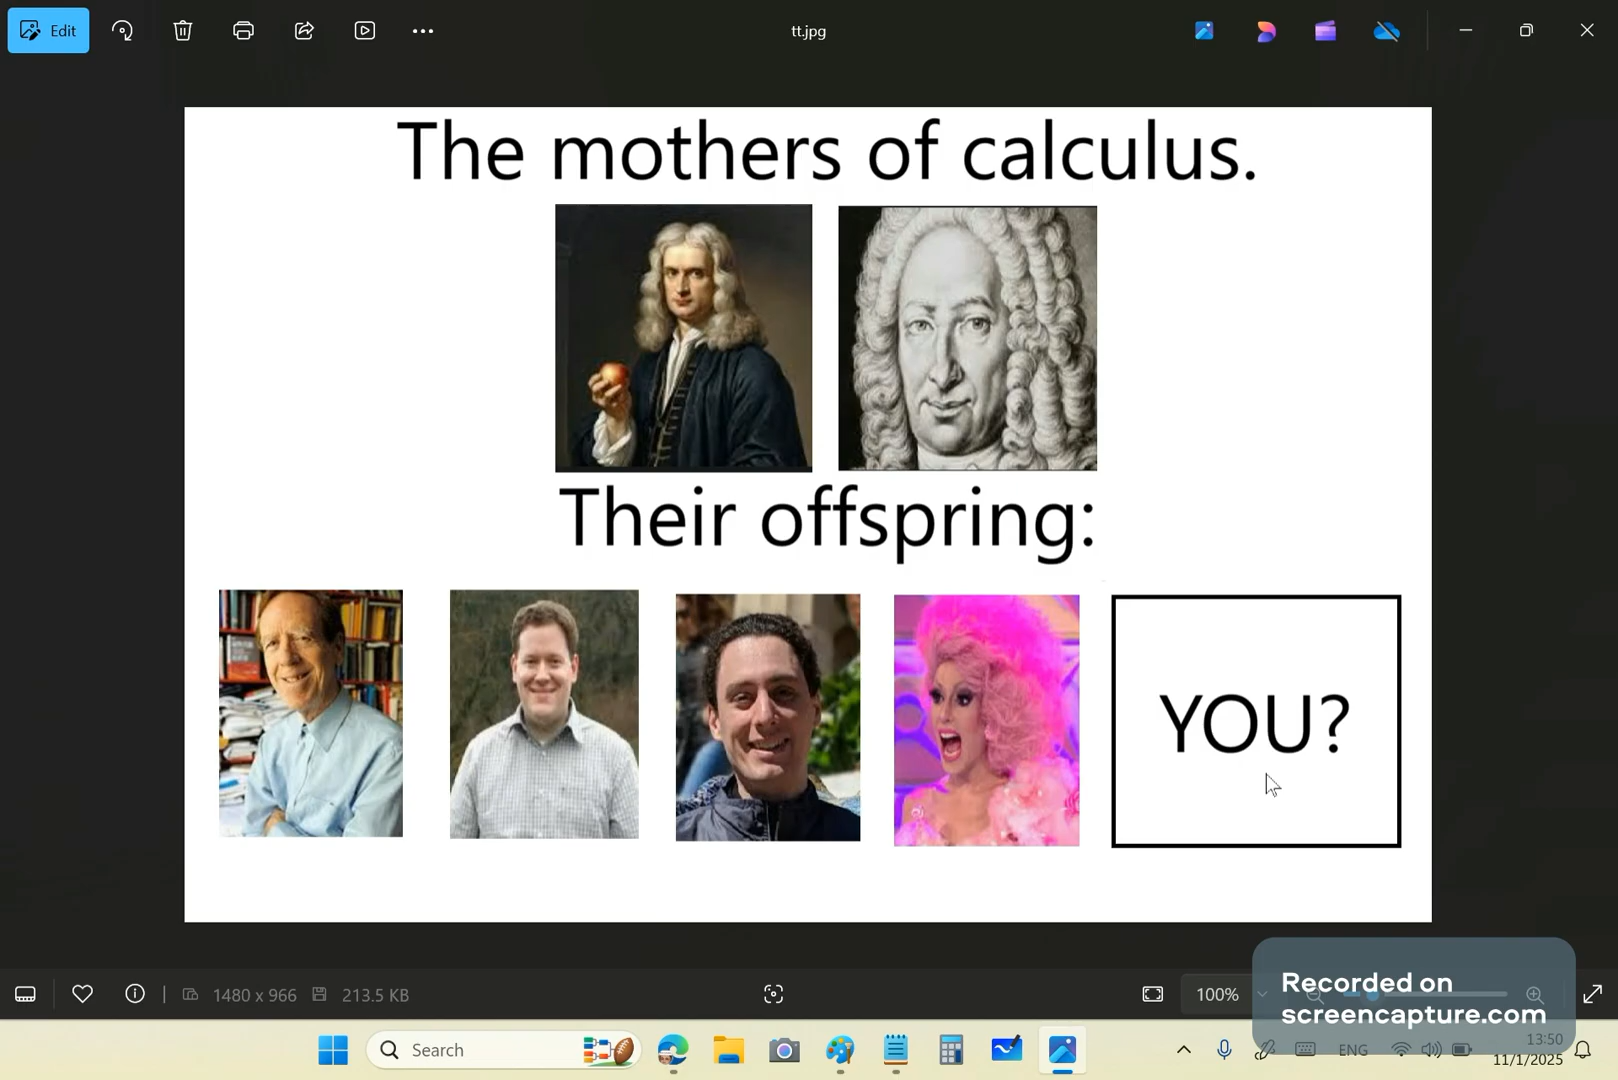 Edit
tt.jpg
The mothers of calculus.
Their offspring:
YOU?
1480 x 966
213.5 KB
100%
Recorded on
screencapture.com
Search
ENG
13:50
11/1/2025